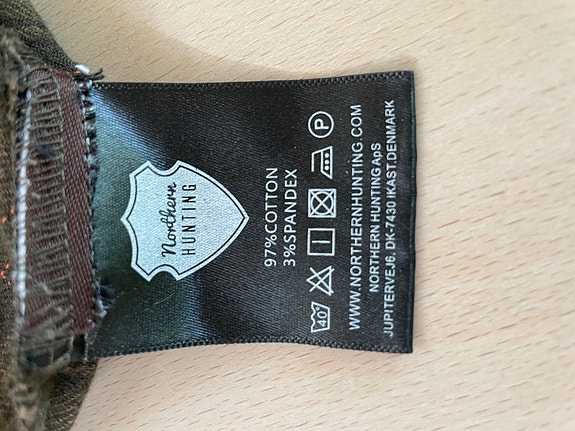 Northern
HUNTING
97%COTTON
3%SPANDEX
40°
P
WWW.NORTHERNHUNTING.COM
NORTHERN HUNTING ApS
JUPITERVEJ6, DK-7430 IKAST.DENMARK